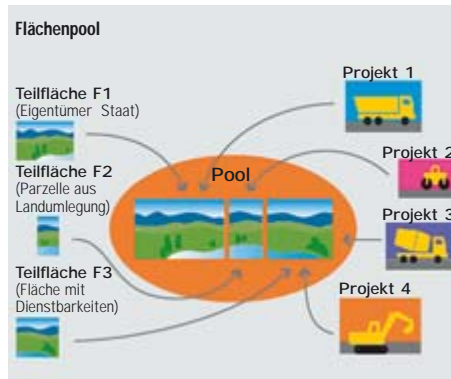 Flächenpool
Teilfläche F1
(Eigentümer Staat)
Teilfläche F2
(Parzelle aus
Landumlegung)
Teilfläche F3
(Fläche mit
Dienstbarkeiten)
Pool
Projekt 1
Projekt 2
Projekt 3
Projekt 4